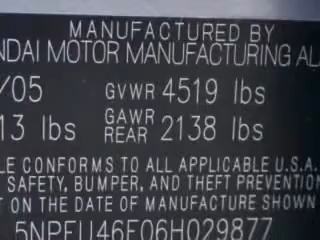 MANUFACTURED BY
NDAI MOTOR MANUFACTURING AL
/05 GVWR 4519 lbs
13 lbs GAWR REAR 2138 lbs
LE CONFORMS TO ALL APPLICABLE U.S.A.
SAFETY, BUMPER, AND THEFT PREVENTION
T ON THE DATE OF MANUFACTURE SHOWN
5NPEU46F06H029877